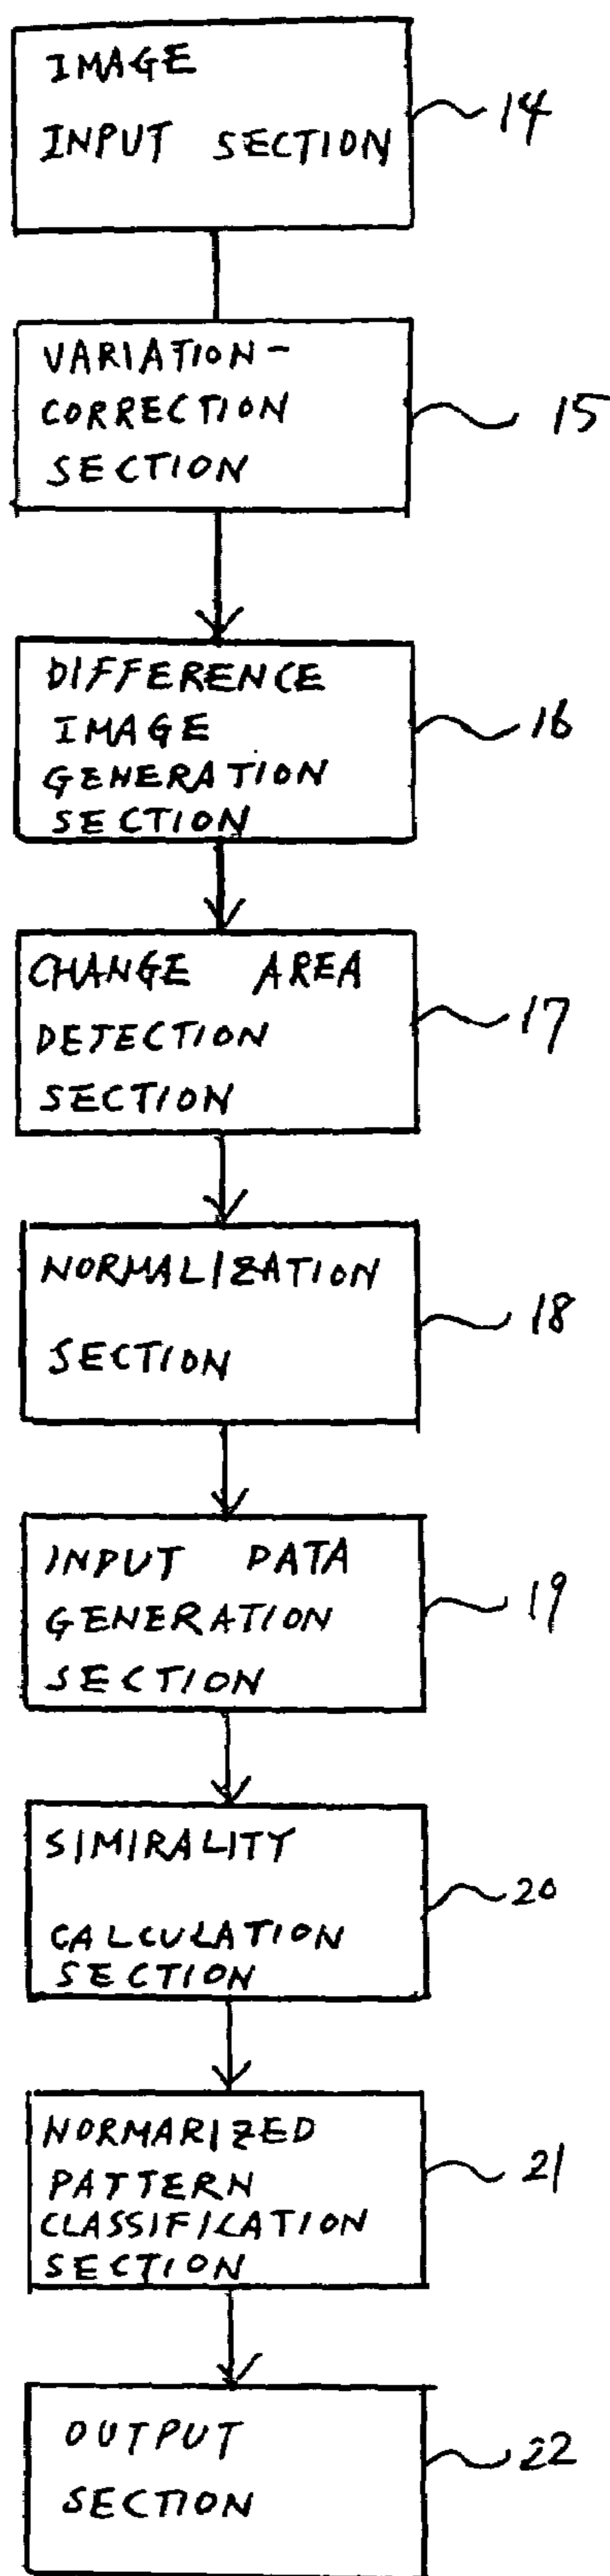 IMAGE
INPUT SECTION
14
VARIATION-
CORRECTION
SECTION
15
DIFFERENCE
IMAGE
GENERATION
SECTION
16
CHANGE AREA
DETECTION
SECTION
17
NORMALIZATION
SECTION
18
INPUT DATA
GENERATION
SECTION
19
SIMIRALITY
CALCULATION
SECTION
20
NORMARIZED
PATTERN
CLASSIFICATION
SECTION
21
OUTPUT
SECTION
22